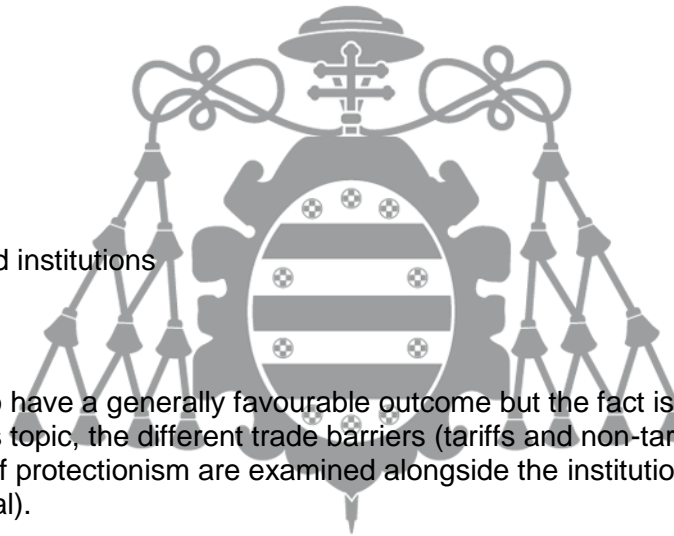 d institutions
have a generally favourable outcome but the fact is
topic, the different trade barriers (tariffs and non-tar
f protectionism are examined alongside the institutio
al).